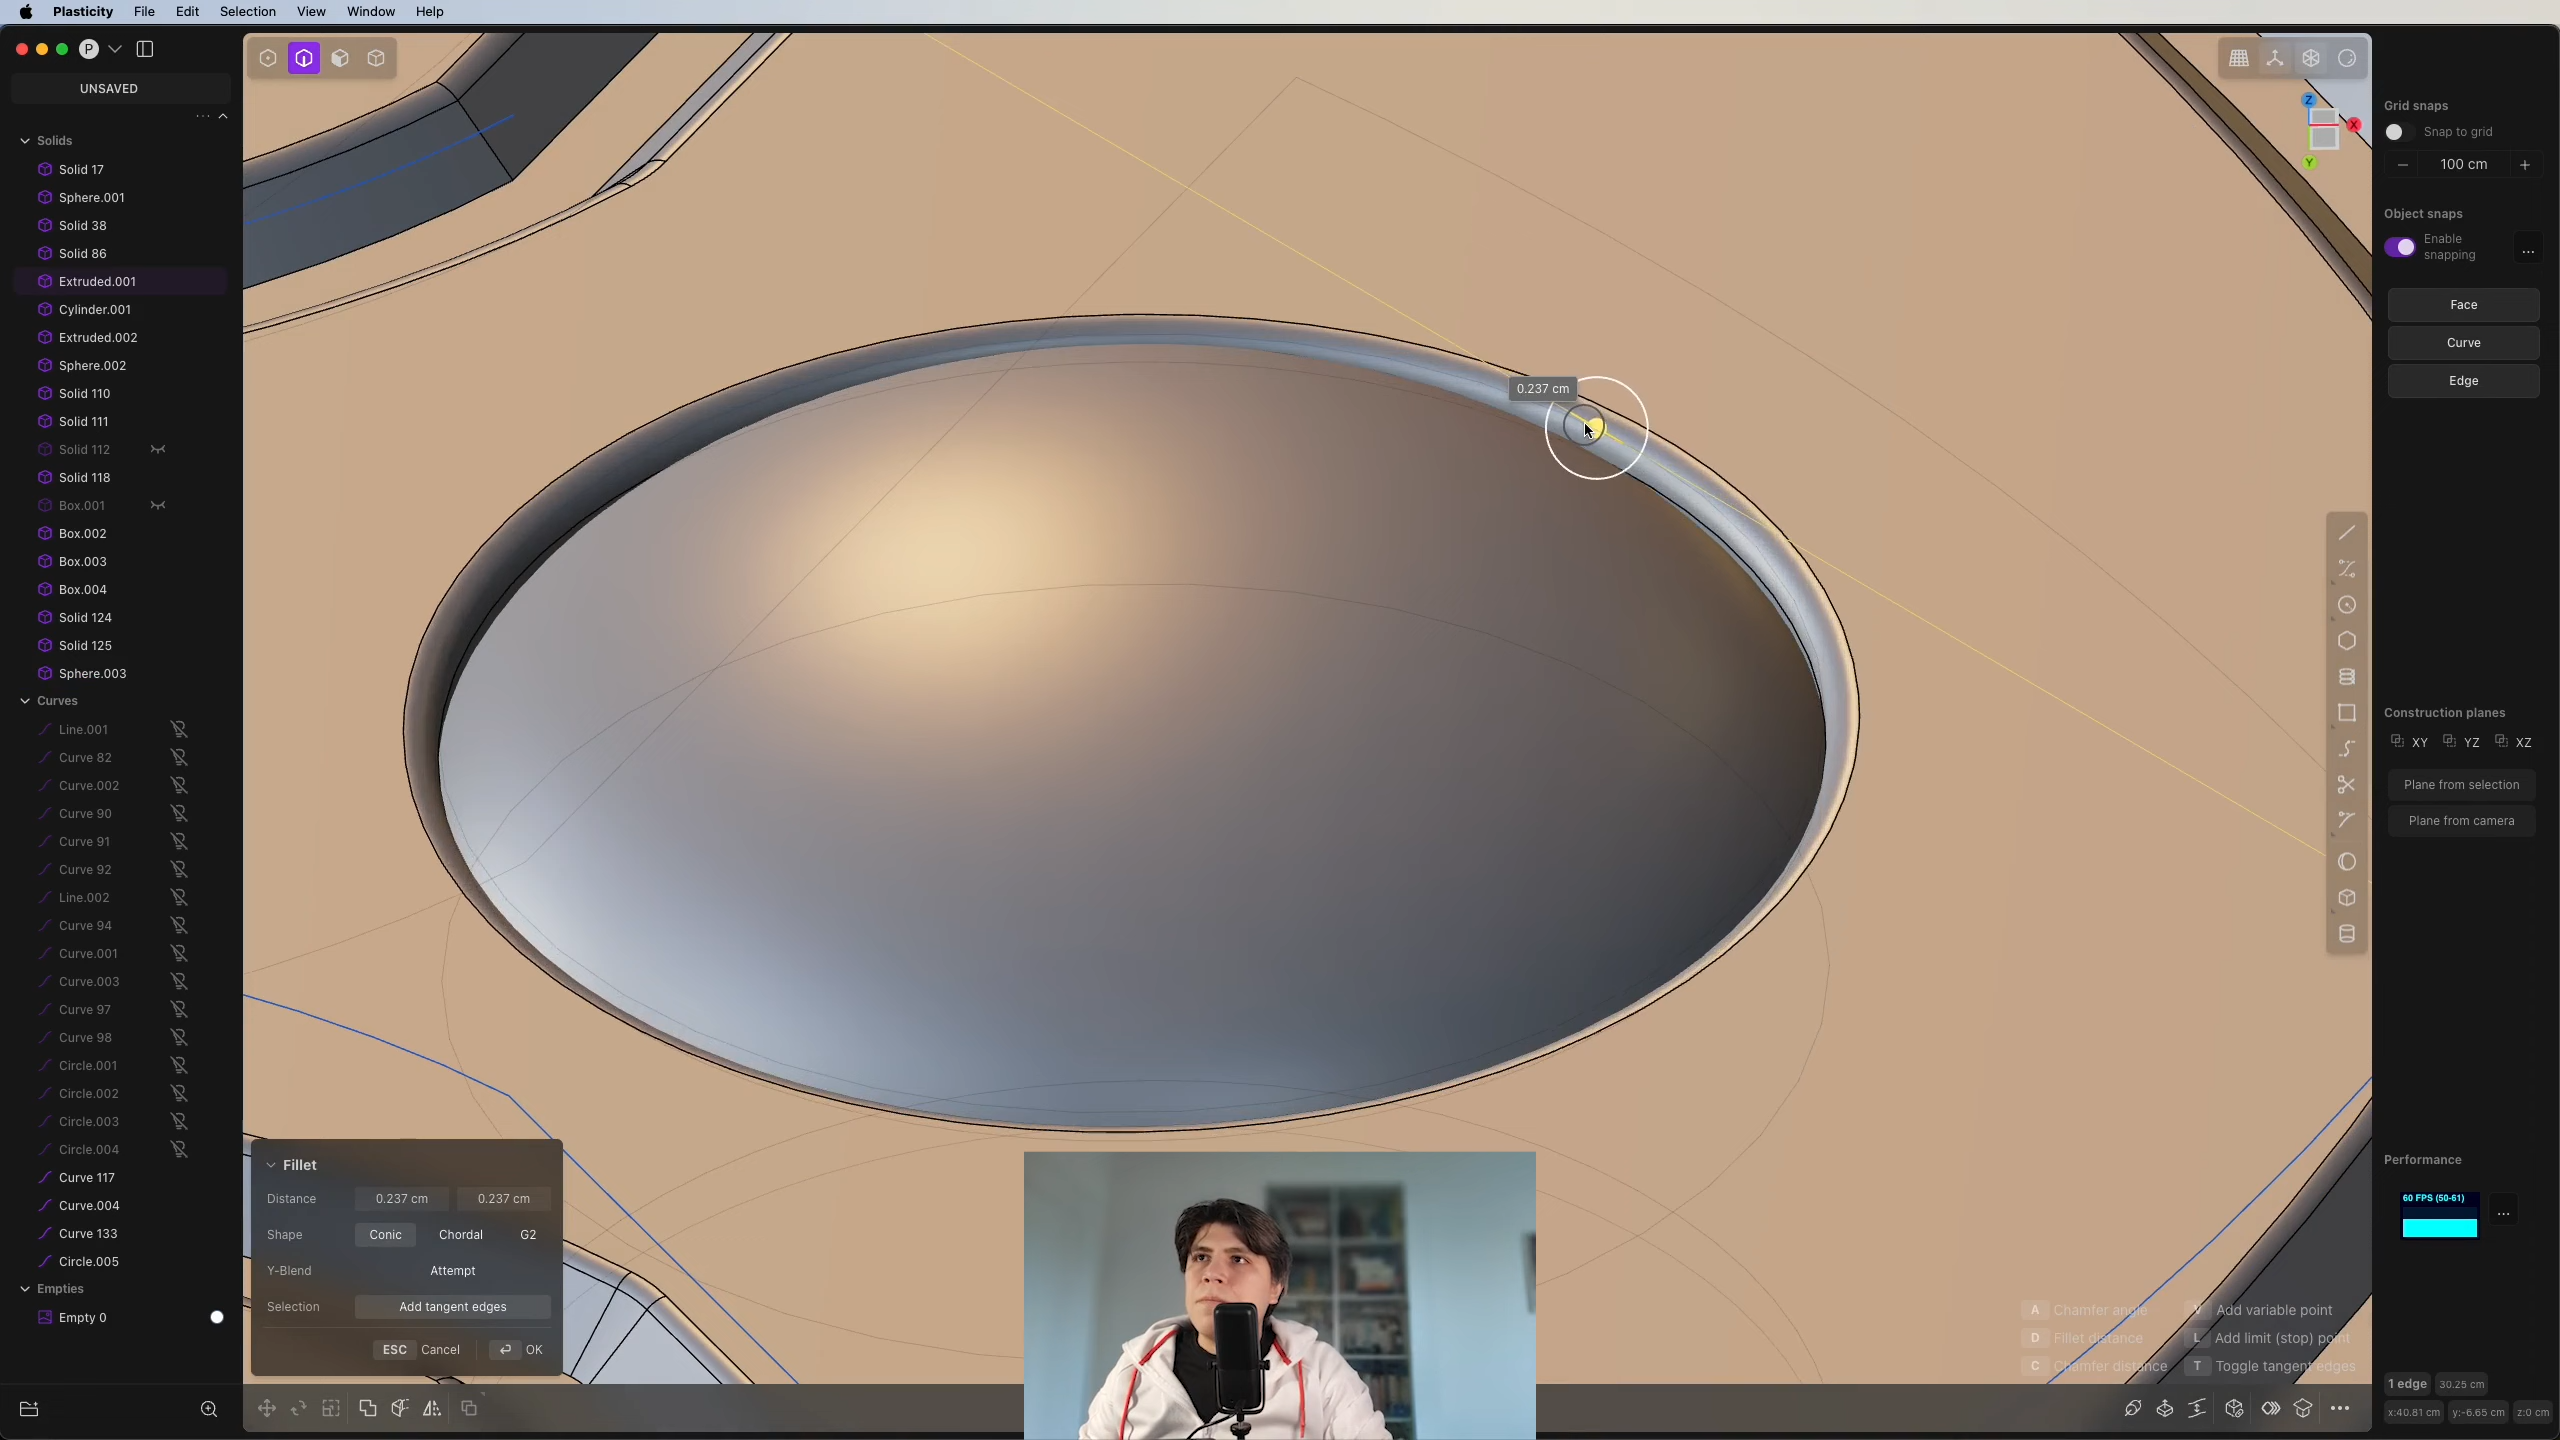 Plasticity File Edit Selection View Window Help
P
UNSAVED
Solids
Solid 17
Sphere.001
Solid 38
Solid 86
Extruded.001
Cylinder.001
Extruded.002
Sphere.002
Solid 110
Solid 111
Solid 112
Solid 118
Box.001
Box.002
Box.003
Box.004
Solid 124
Solid 125
Sphere.003
Curves
Line.001
Curve 82
Curve.002
Curve 90
Curve 91
Curve 92
Line.002
Curve 94
Curve.001
Curve.003
Curve 97
Curve 98
Circle.001
Circle.002
Circle.003
Circle.004
Curve 117
Curve.004
Curve 133
Circle.005
Empties
Empty 0
0.237 cm
Fillet
Distance 0.237 cm 0.237 cm
Shape Conic Chordal G2
Y-Blend Attempt
Selection Add tangent edges
ESC Cancel OK
Z
X
Y
A Chamfer angle V Add variable point
D Fillet distance L Add limit (stop) point
C Chamfer distance T Toggle tangent edges
Grid snaps
Snap to grid
100 cm
Object snaps
Enable
snapping
Face
Curve
Edge
Construction planes
XY YZ XZ
Plane from selection
Plane from camera
Performance
60 FPS (50-61)
1 edge 30.25 cm
x:40.81 cm y:-6.65 cm z:0 cm